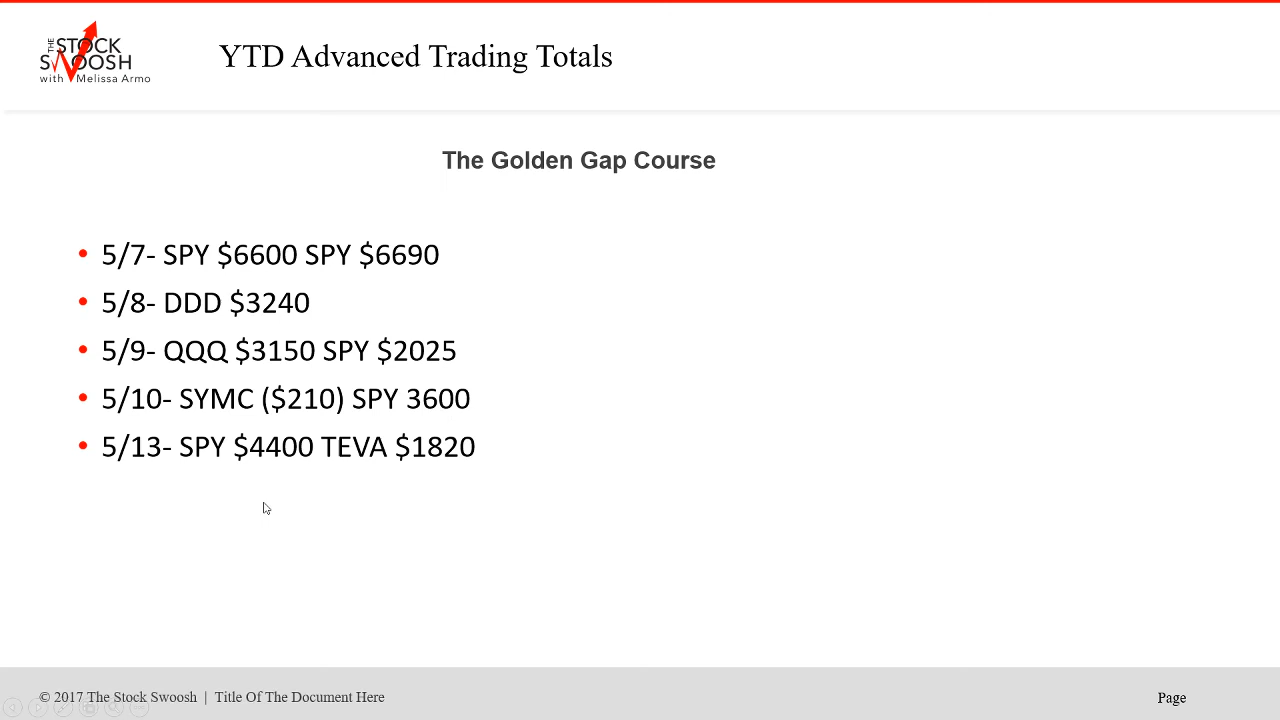 THE STOCK
SWOOSH
with Melissa Armo
YTD Advanced Trading Totals
The Golden Gap Course
• 5/7- SPY $6600 SPY $6690
• 5/8- DDD $3240
• 5/9- QQQ $3150 SPY $2025
• 5/10- SYMC ($210) SPY 3600
• 5/13- SPY $4400 TEVA $1820
© 2017 The Stock Swoosh | Title Of The Document Here
Page